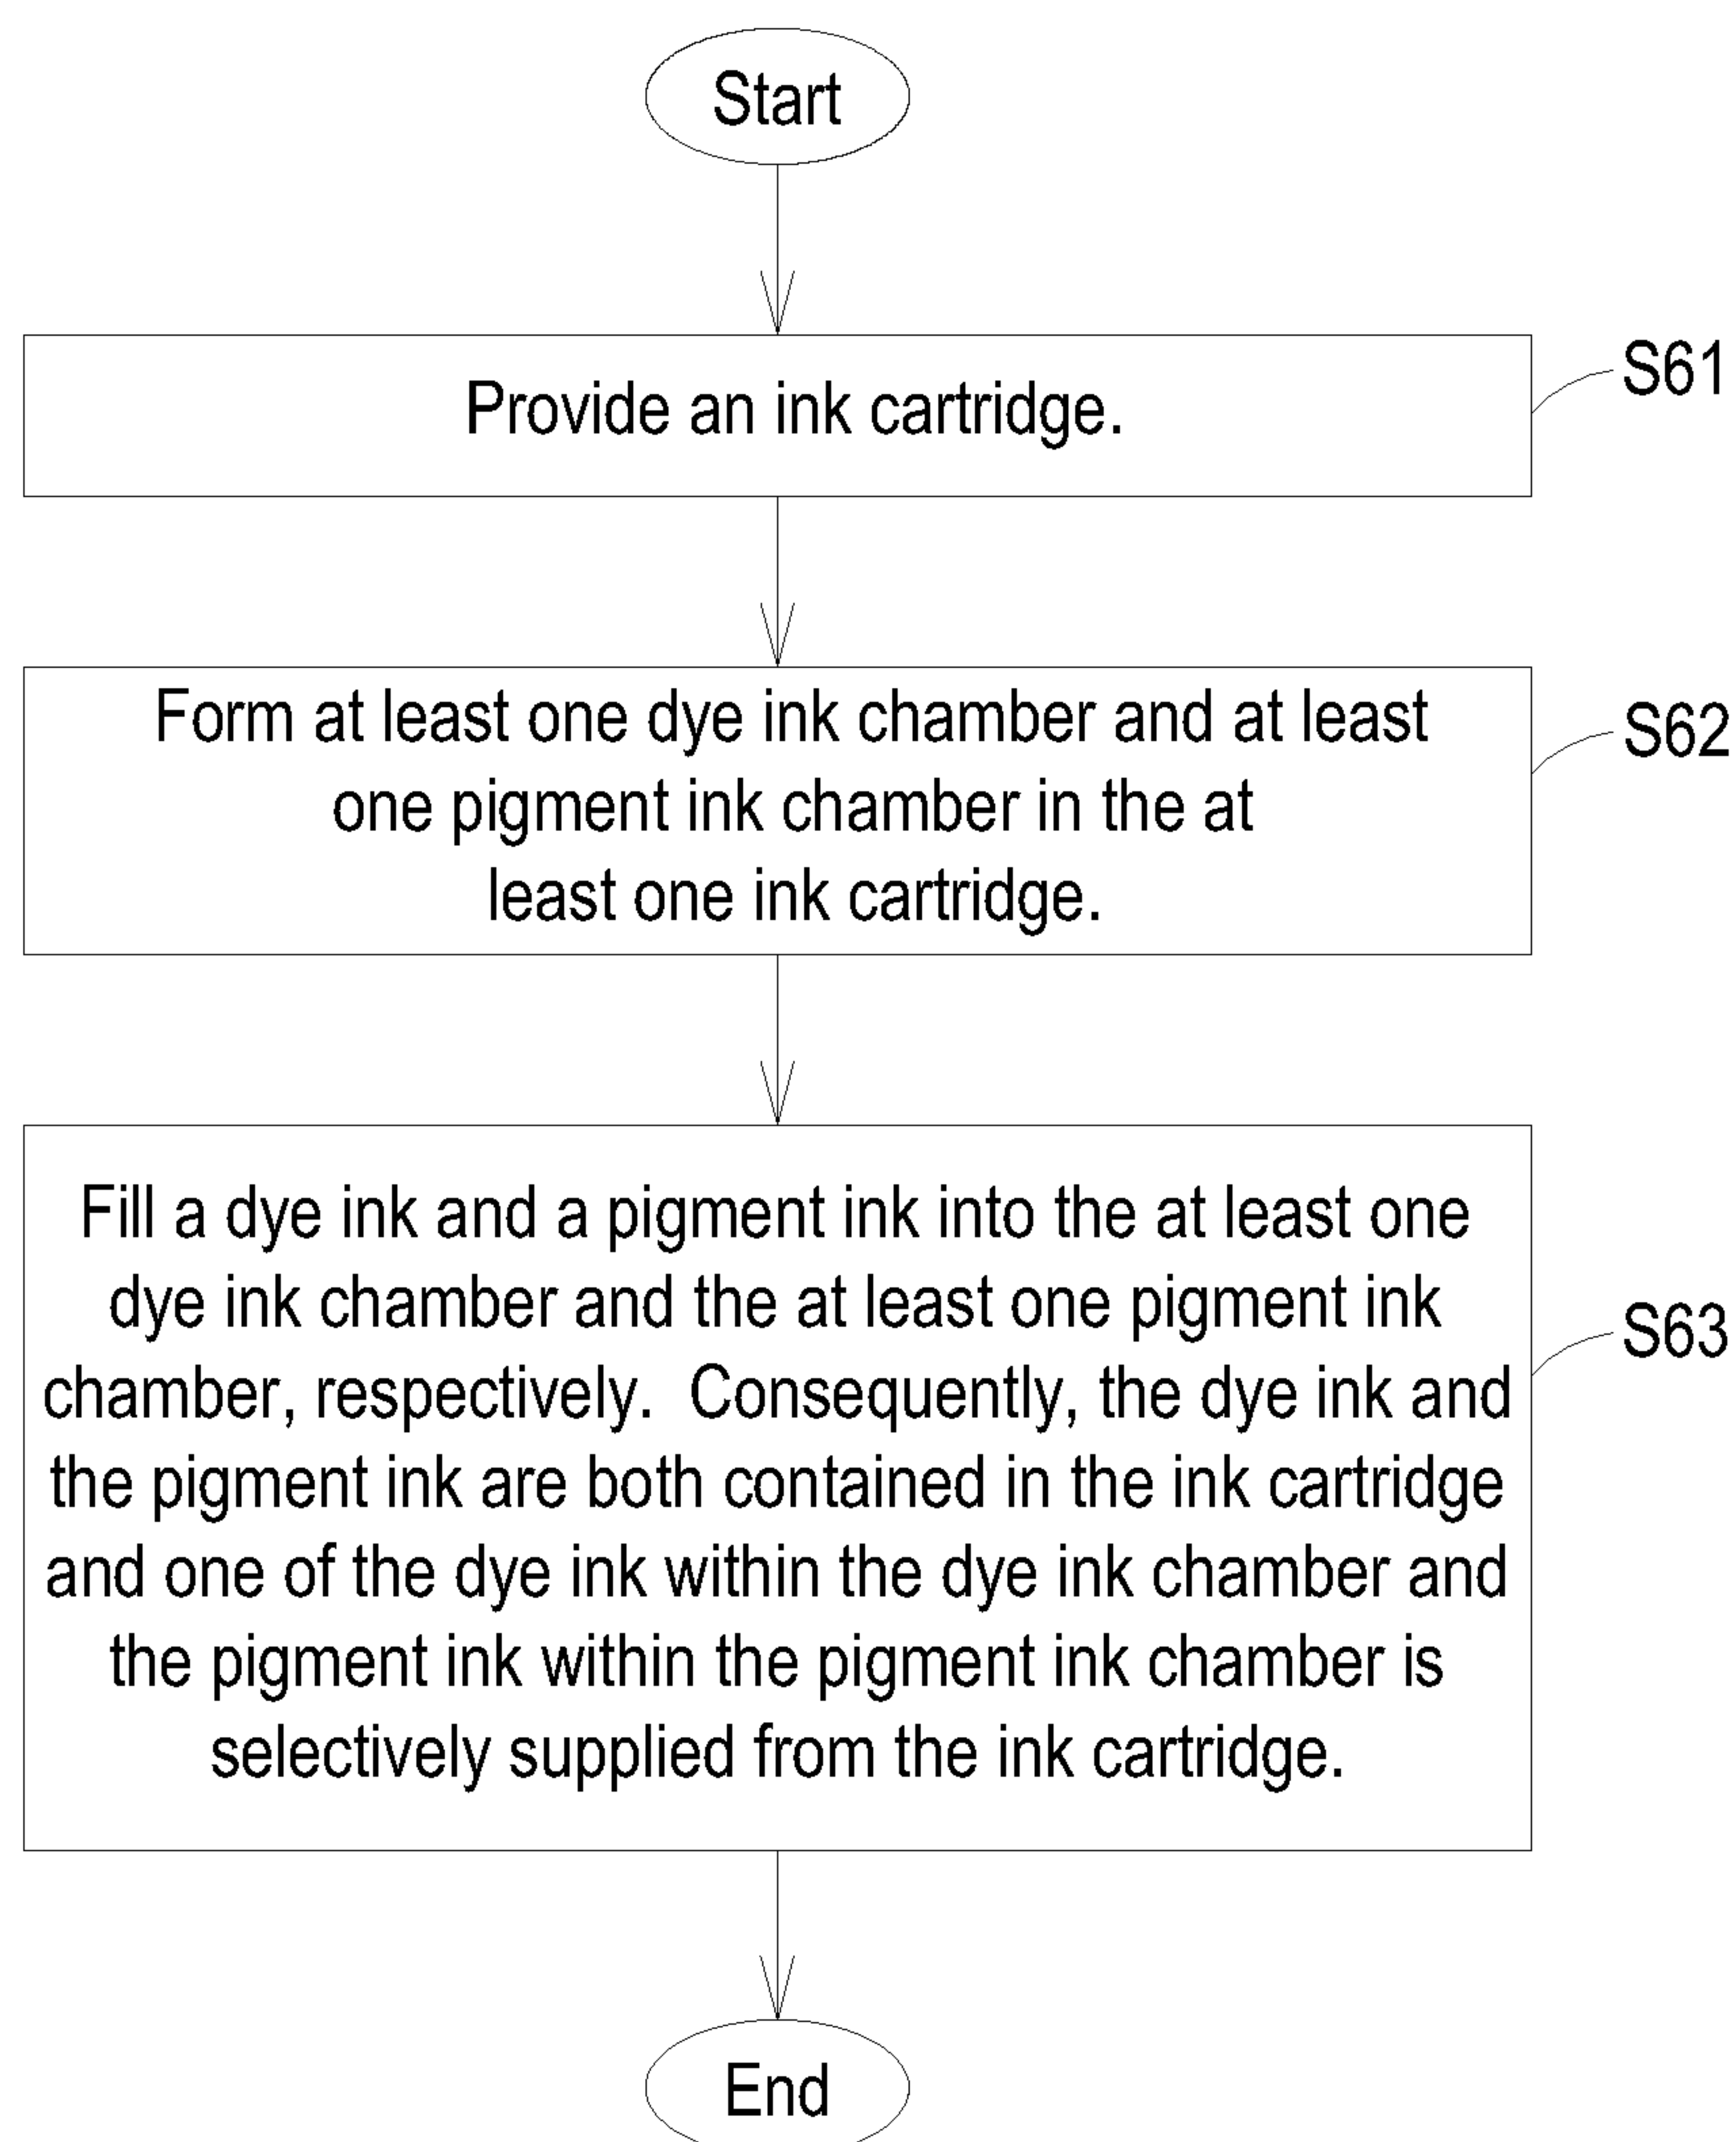 Start
Provide an ink cartridge.
S61
Form at least one dye ink chamber and at least
one pigment ink chamber in the at
least one ink cartridge.
S62
Fill a dye ink and a pigment ink into the at least one
dye ink chamber and the at least one pigment ink
chamber, respectively.  Consequently, the dye ink and
the pigment ink are both contained in the ink cartridge
and one of the dye ink within the dye ink chamber and
the pigment ink within the pigment ink chamber is
selectively supplied from the ink cartridge.
S63
End